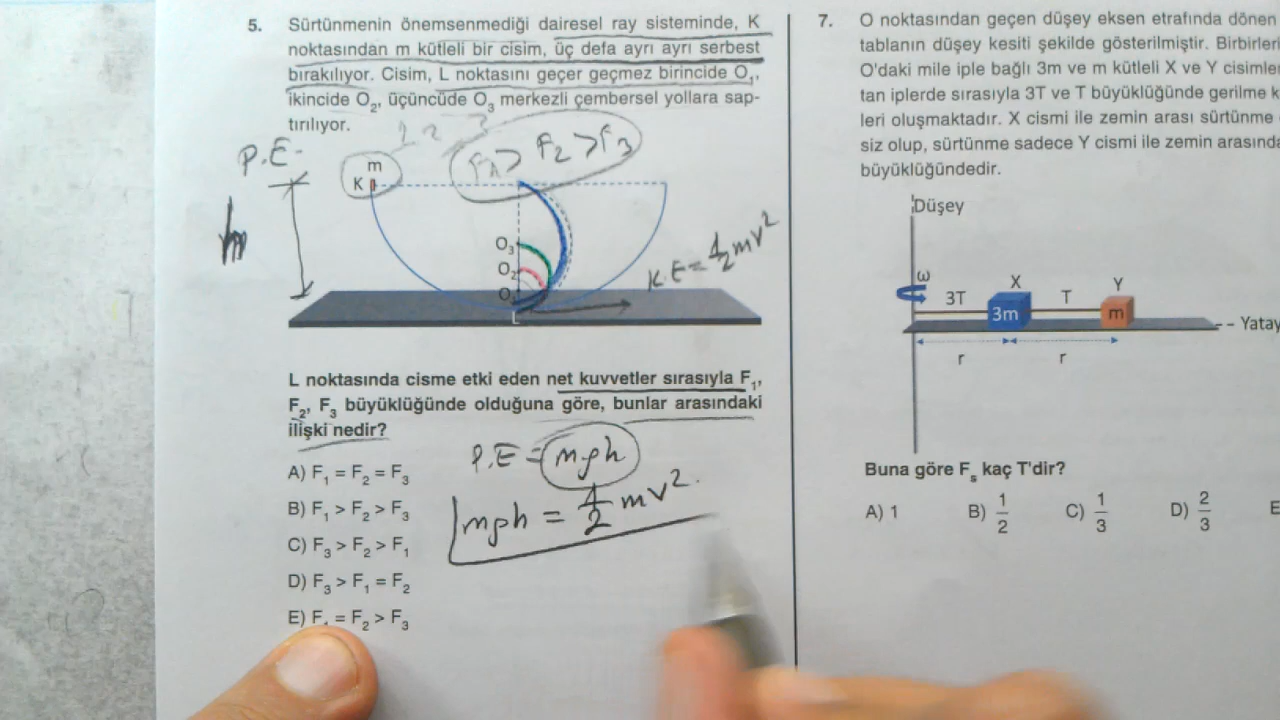 5. Sürtünmenin önemsenmediği dairesel ray sisteminde, K
noktasından m kütleli bir cisim, üç defa ayrı ayrı serbest
bırakılıyor. Cisim, L noktasını geçer geçmez birincide O₁,
ikincide O₂, üçüncüde O₃ merkezli çembersel yollara sap-
tırılıyor.
1 2 3
P.E
F₁ > F₂ > F₃
m
K
h
O₃
O₂
O₁
L
K.E = 1/2 mv²
L noktasında cisme etki eden net kuvvetler sırasıyla F₁,
F₂, F₃ büyüklüğünde olduğuna göre, bunlar arasındaki
ilişki nedir?
P.E = mgh
mgh = 1/2 mv²
A) F₁ = F₂ = F₃
B) F₁ > F₂ > F₃
C) F₃ > F₂ > F₁
D) F₃ > F₁ = F₂
E) F₁ = F₂ > F₃
7. O noktasından geçen düşey eksen etrafında dönen
tablanın düşey kesiti şekilde gösterilmiştir. Birbirleri
O'daki mile iple bağlı 3m ve m kütleli X ve Y cisimle
tan iplerde sırasıyla 3T ve T büyüklüğünde gerilme k
leri oluşmaktadır. X cismi ile zemin arası sürtünme
siz olup, sürtünme sadece Y cismi ile zemin arasında
büyüklüğündedir.
Düşey
ω
3T X T Y
3m m
Yatay
r r
Buna göre Fₛ kaç T'dir?
A) 1 B) 1/2 C) 1/3 D) 2/3 E